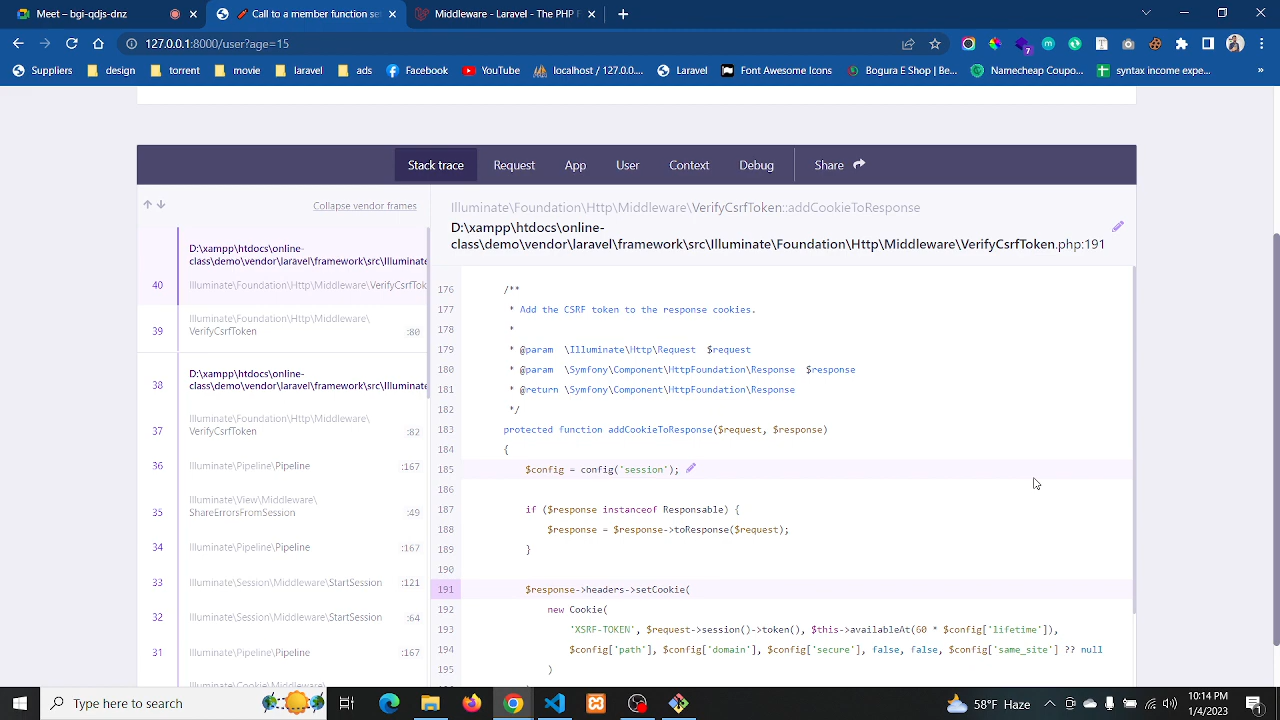 Meet – bgi-jdjs-dnz
Call to a member function se
Middleware - Laravel - The PHP F
127.0.0.1:8000/user?age=15
7
Suppliers
design
torrent
movie
laravel
ads
Facebook
YouTube
localhost / 127.0....
Responsable
Font Awesome Icons
Bogura E Shop | Be...
Namecheap Coupo...
syntax income expe...
»
Stack trace
Request
App
User
Context
Debug
Share
Collapse vendor frames
D:\xampp\htdocs\online-
class\demo\vendor\laravel\framework\src\Illuminate
40 Illuminate\Foundation\Http\Middleware\VerifyCsrfTok
Illuminate\Foundation\Http\Middleware\
39 VerifyCsrfToken :80
D:\xampp\htdocs\online-
38 class\demo\vendor\laravel\framework\src\Illuminate
Illuminate\Foundation\Http\Middleware\
37 VerifyCsrfToken :82
36 Illuminate\Pipeline\Pipeline :167
Illuminate\View\Middleware\
35 ShareErrorsFromSession :49
34 Illuminate\Pipeline\Pipeline :167
33 Illuminate\Session\Middleware\StartSession :121
32 Illuminate\Session\Middleware\StartSession :64
31 Illuminate\Pipeline\Pipeline :167
Illuminate\Cookie\Middleware\
Illuminate\Foundation\Http\Middleware\VerifyCsrfToken::addCookieToResponse
D:\xampp\htdocs\online-
class\demo\vendor\laravel\framework\src\Illuminate\Foundation\Http\Middleware\VerifyCsrfToken.php:191
176 /**
177 * Add the CSRF token to the response cookies.
178 *
179 * @param \Illuminate\Http\Request $request
180 * @param \Symfony\Component\HttpFoundation\Response $response
181 * @return \Symfony\Component\HttpFoundation\Response
182 */
183 protected function addCookieToResponse($request, $response)
184 {
185 $config = config('session');
186
187 if ($response instanceof Responsable) {
188 $response = $response->toResponse($request);
189 }
190
191 $response->headers->setCookie(
192 new Cookie(
193 'XSRF-TOKEN', $request->session()->token(), $this->availableAt(60 * $config['lifetime']),
194 $config['path'], $config['domain'], $config['secure'], false, false, $config['same_site'] ?? null
195 )
Type here to search
58°F Haze
10:14 PM
1/4/2023